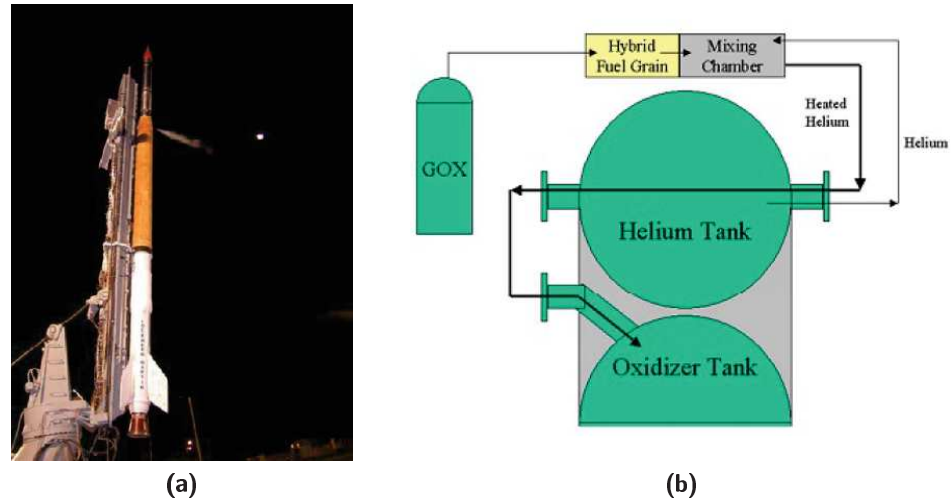 Hybrid
Fuel Grain
Mixing
Chamber
Heated
Helium
Helium
GOX
Helium Tank
Oxidizer Tank
(a)
(b)